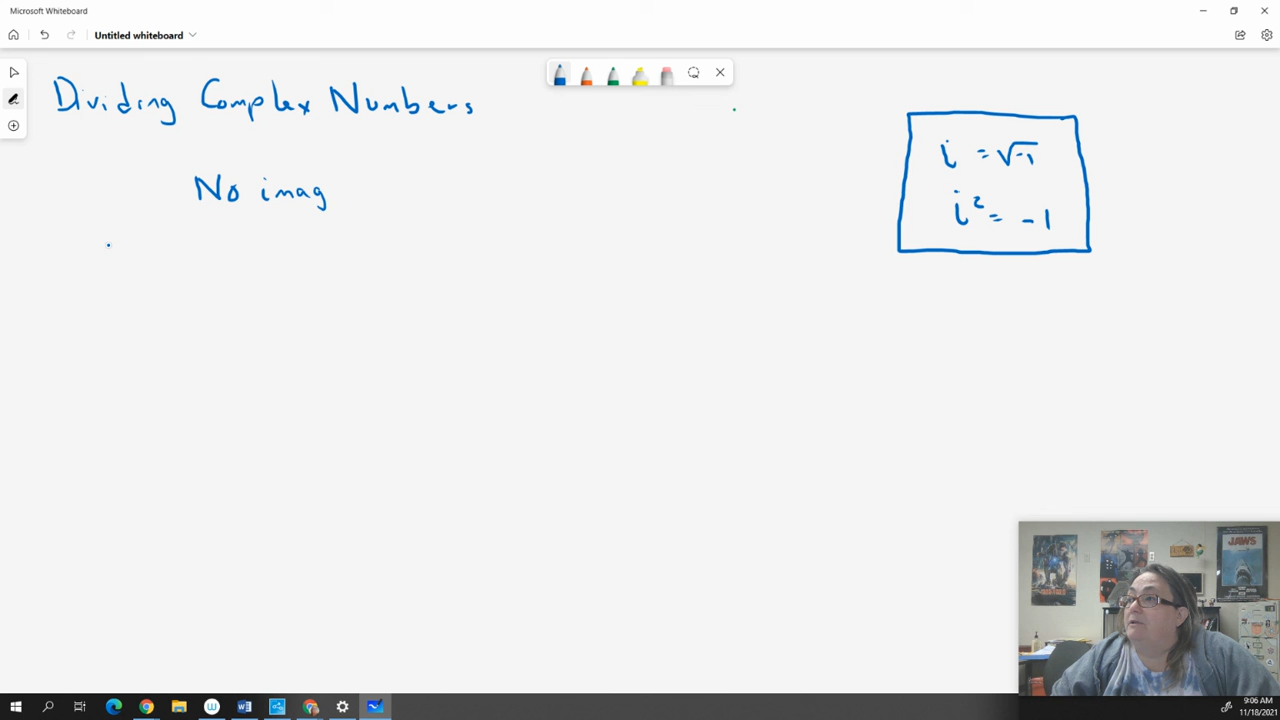 Microsoft Whiteboard
Untitled whiteboard
Dividing Complex Numbers
No imag
i = √-1
i² = -1
JAWS
9:06 AM
11/18/2021